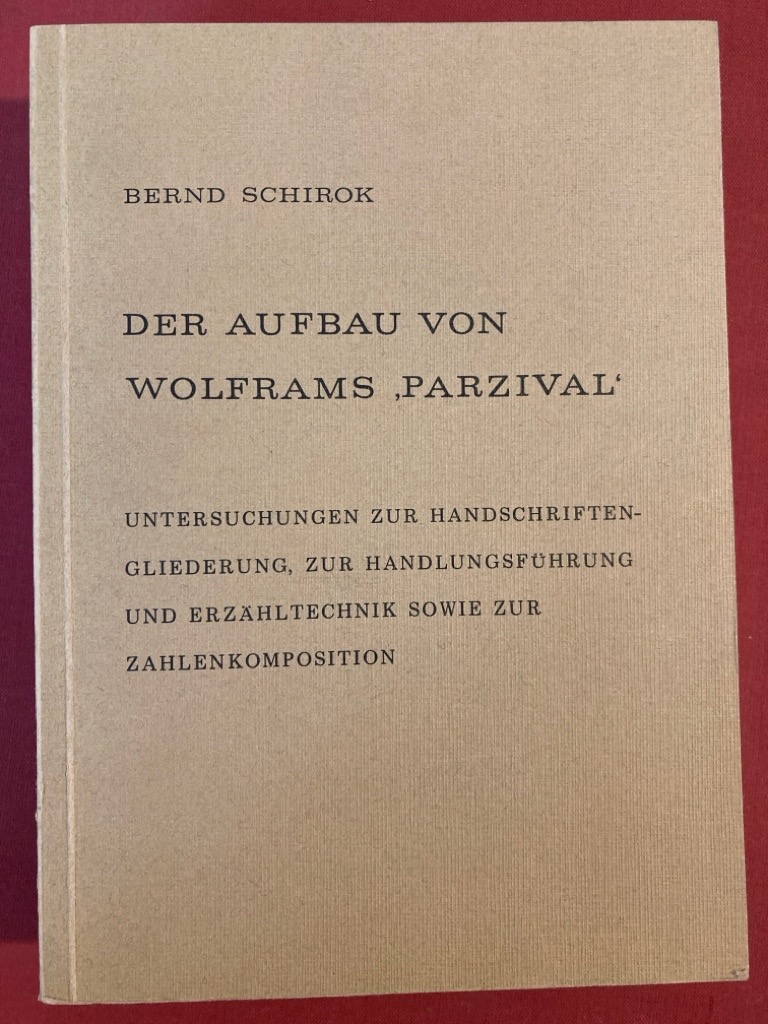 BERND SCHIROK
DER AUFBAU VON
WOLFRAMS ‚PARZIVAL‘
UNTERSUCHUNGEN ZUR HANDSCHRIFTEN-
GLIEDERUNG, ZUR HANDLUNGSFÜHRUNG
UND ERZÄHLTECHNIK SOWIE ZUR
ZAHLENKOMPOSITION